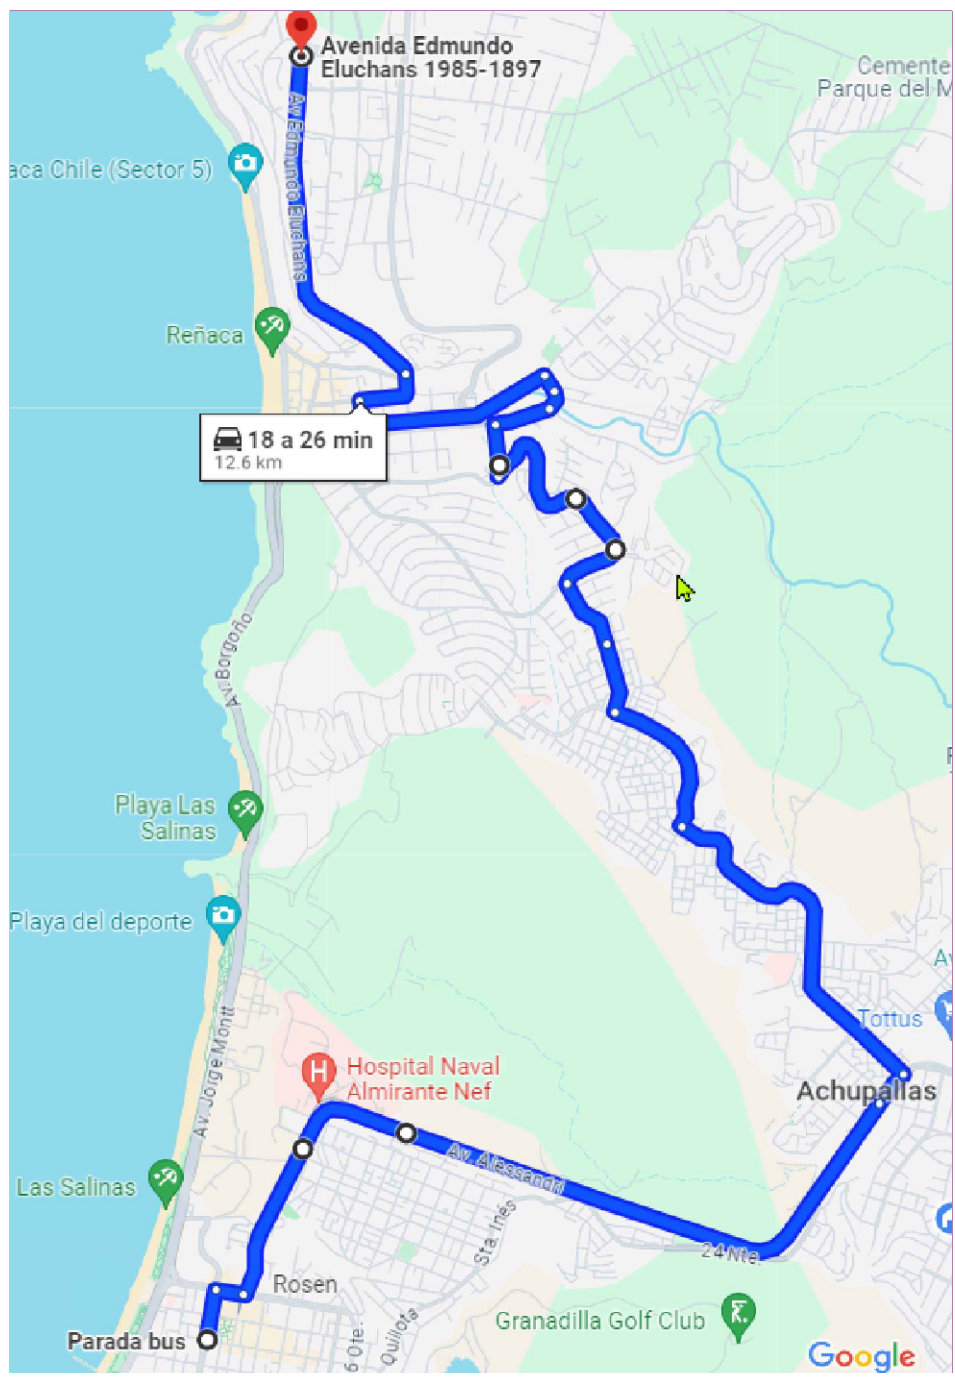 Avenida Edmundo
Eluchans 1985-1897
Cemente
Parque del M
Av. Edmundo Eluchans
aca Chile (Sector 5)
Reñaca
18 a 26 min
12.6 km
Av. Borgoño
Playa Las
Salinas
Playa del deporte
Av. Jorge Montt
Tottus
Hospital Naval
Almirante Nef
H
Achupallas
Av. Alessandri
Las Salinas
Sta. Inés
24 Nte.
Rosen
Granadilla Golf Club
Parada bus
6 Ote.
Quillota
Google